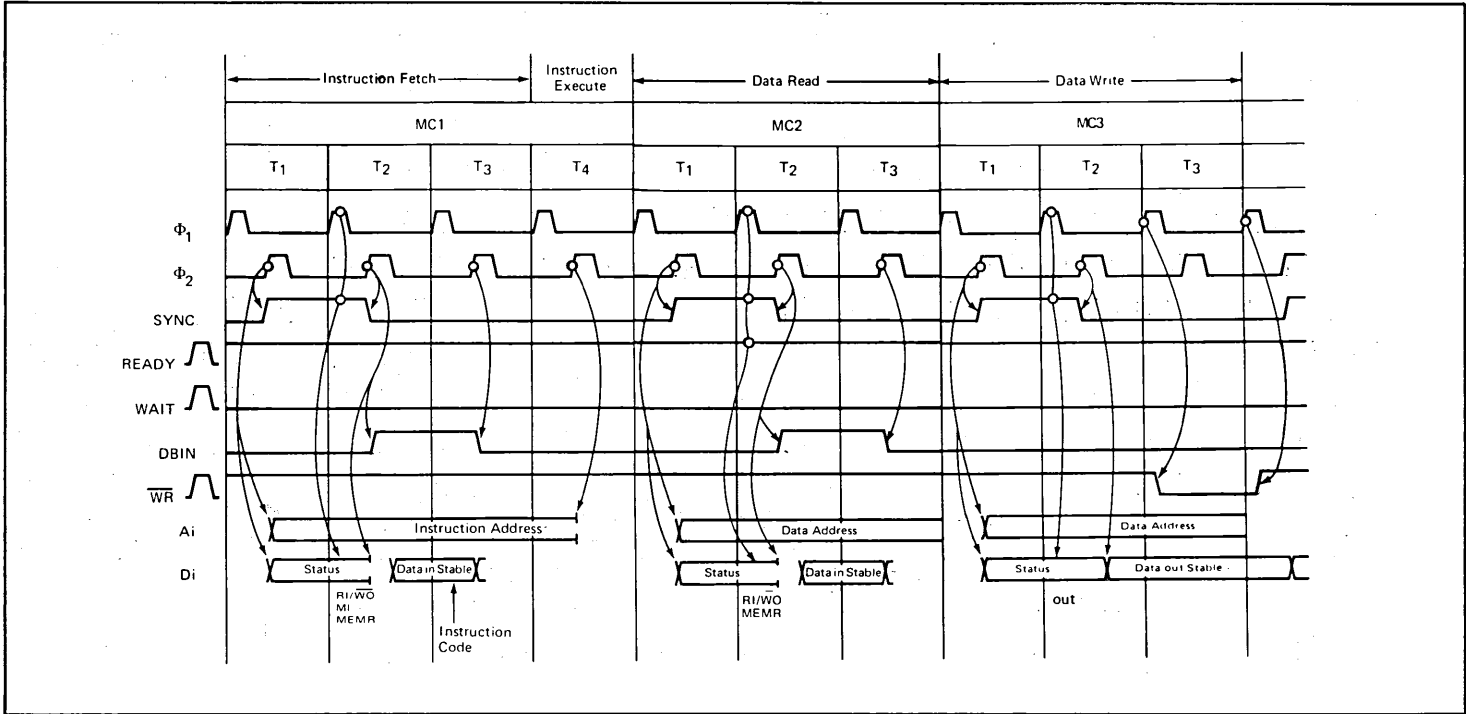 Instruction Fetch
Instruction
Execute
Data Read
Data Write
MC1
MC2
MC3
T1 T2 T3 T4 T1 T2 T3 T1 T2 T3
Φ1
Φ2
SYNC
READY
WAIT
DBIN
WR
Ai
Instruction Address
Data Address
Data Address
Di
Status
Data in Stable
Status
Data in Stable
Status
Data out Stable
RI/WO
MI
MEMR
Instruction
Code
RI/WO
MEMR
out